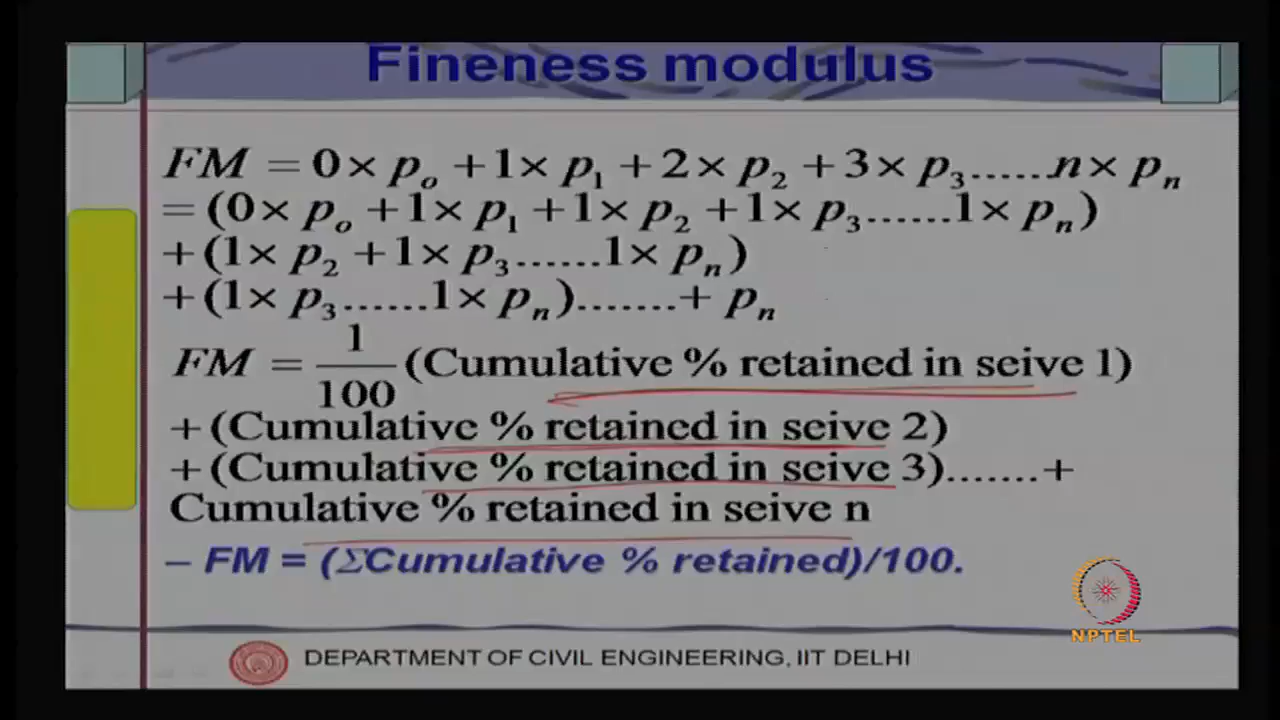 Fineness modulus
FM = 0 × p₀ + 1 × p₁ + 2 × p₂ + 3 × p₃......n × pₙ
= (0 × p₀ + 1 × p₁ + 1 × p₂ + 1 × p₃......1 × pₙ)
+ (1 × p₂ + 1 × p₃......1 × pₙ)
+ (1 × p₃......1 × pₙ).......+ pₙ
FM = 1/100 (Cumulative % retained in seive 1)
+ (Cumulative % retained in seive 2)
+ (Cumulative % retained in seive 3).......+
Cumulative % retained in seive n
– FM = (ΣCumulative % retained)/100.
NPTEL
DEPARTMENT OF CIVIL ENGINEERING, IIT DELHI